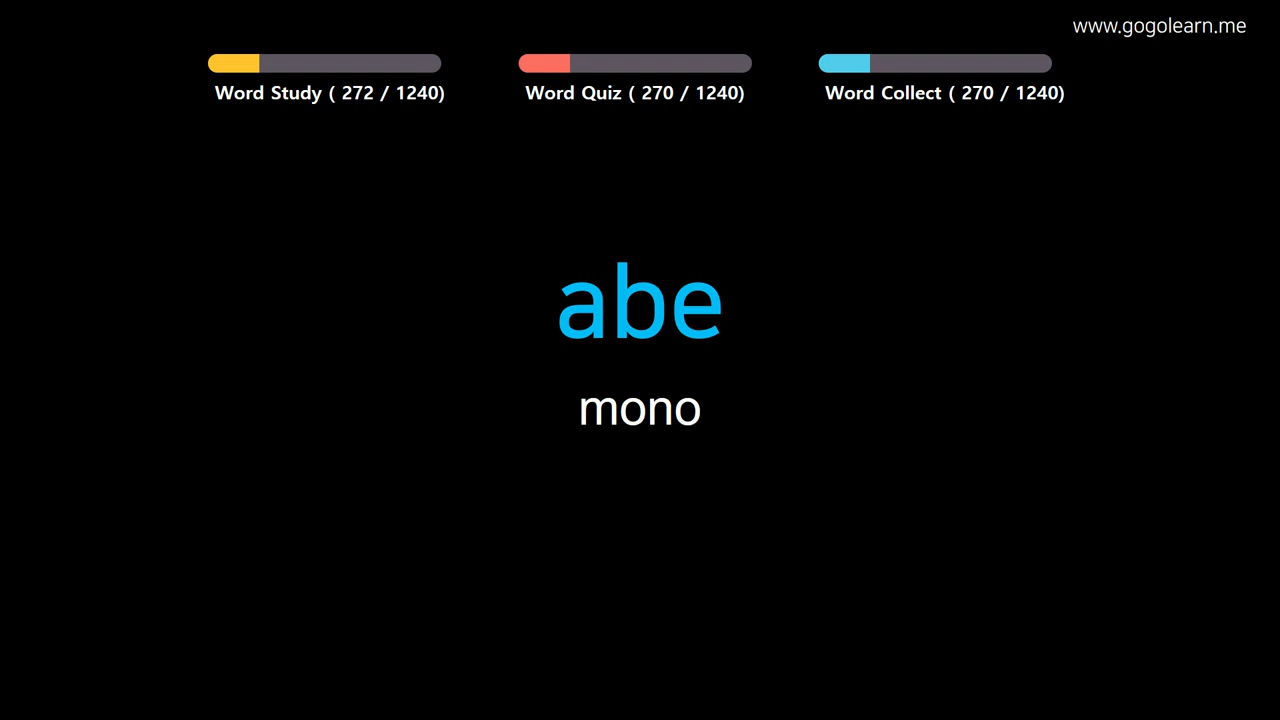 www.gogolearn.me
Word Study ( 272 / 1240)
Word Quiz ( 270 / 1240)
Word Collect ( 270 / 1240)
abe
mono